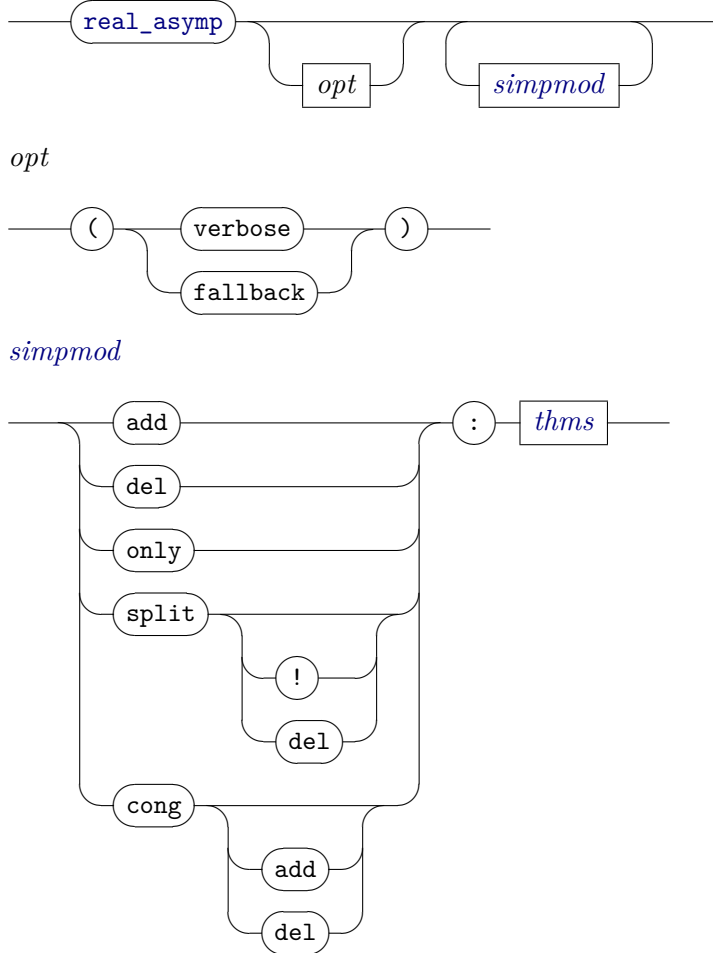 real_asymp
opt
simpmod
opt
( verbose )
fallback
simpmod
add : thms
del
only
split
!
del
cong
add
del